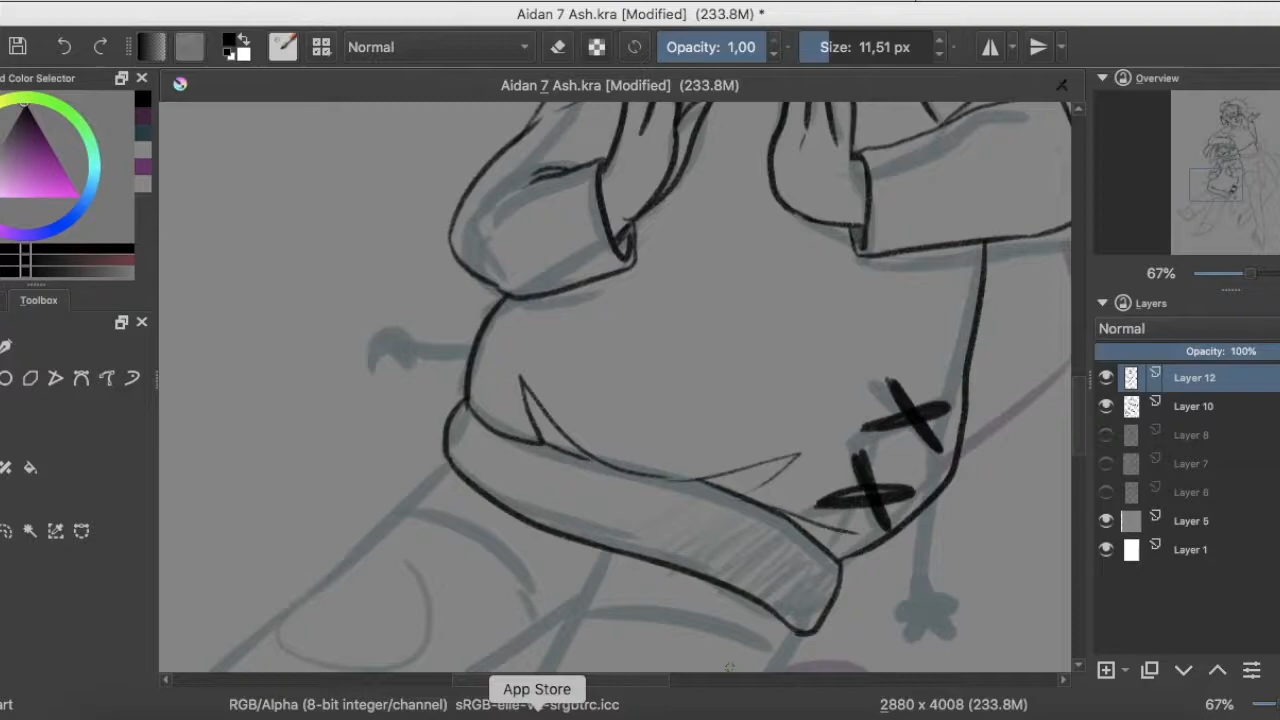 Aidan 7 Ash.kra [Modified] (233.8M) *
Normal
Opacity: 1,00
Size: 11,51 px
d Color Selector
Aidan 7 Ash.kra [Modified] (233.8M)
Overview
67%
Toolbox
Layers
Normal
Opacity: 100%
Layer 12
Layer 10
Layer 8
Layer 7
Layer 6
Layer 5
Layer 1
App Store
art
RGB/Alpha (8-bit integer/channel)
2880 x 4008 (233.8M)
67%